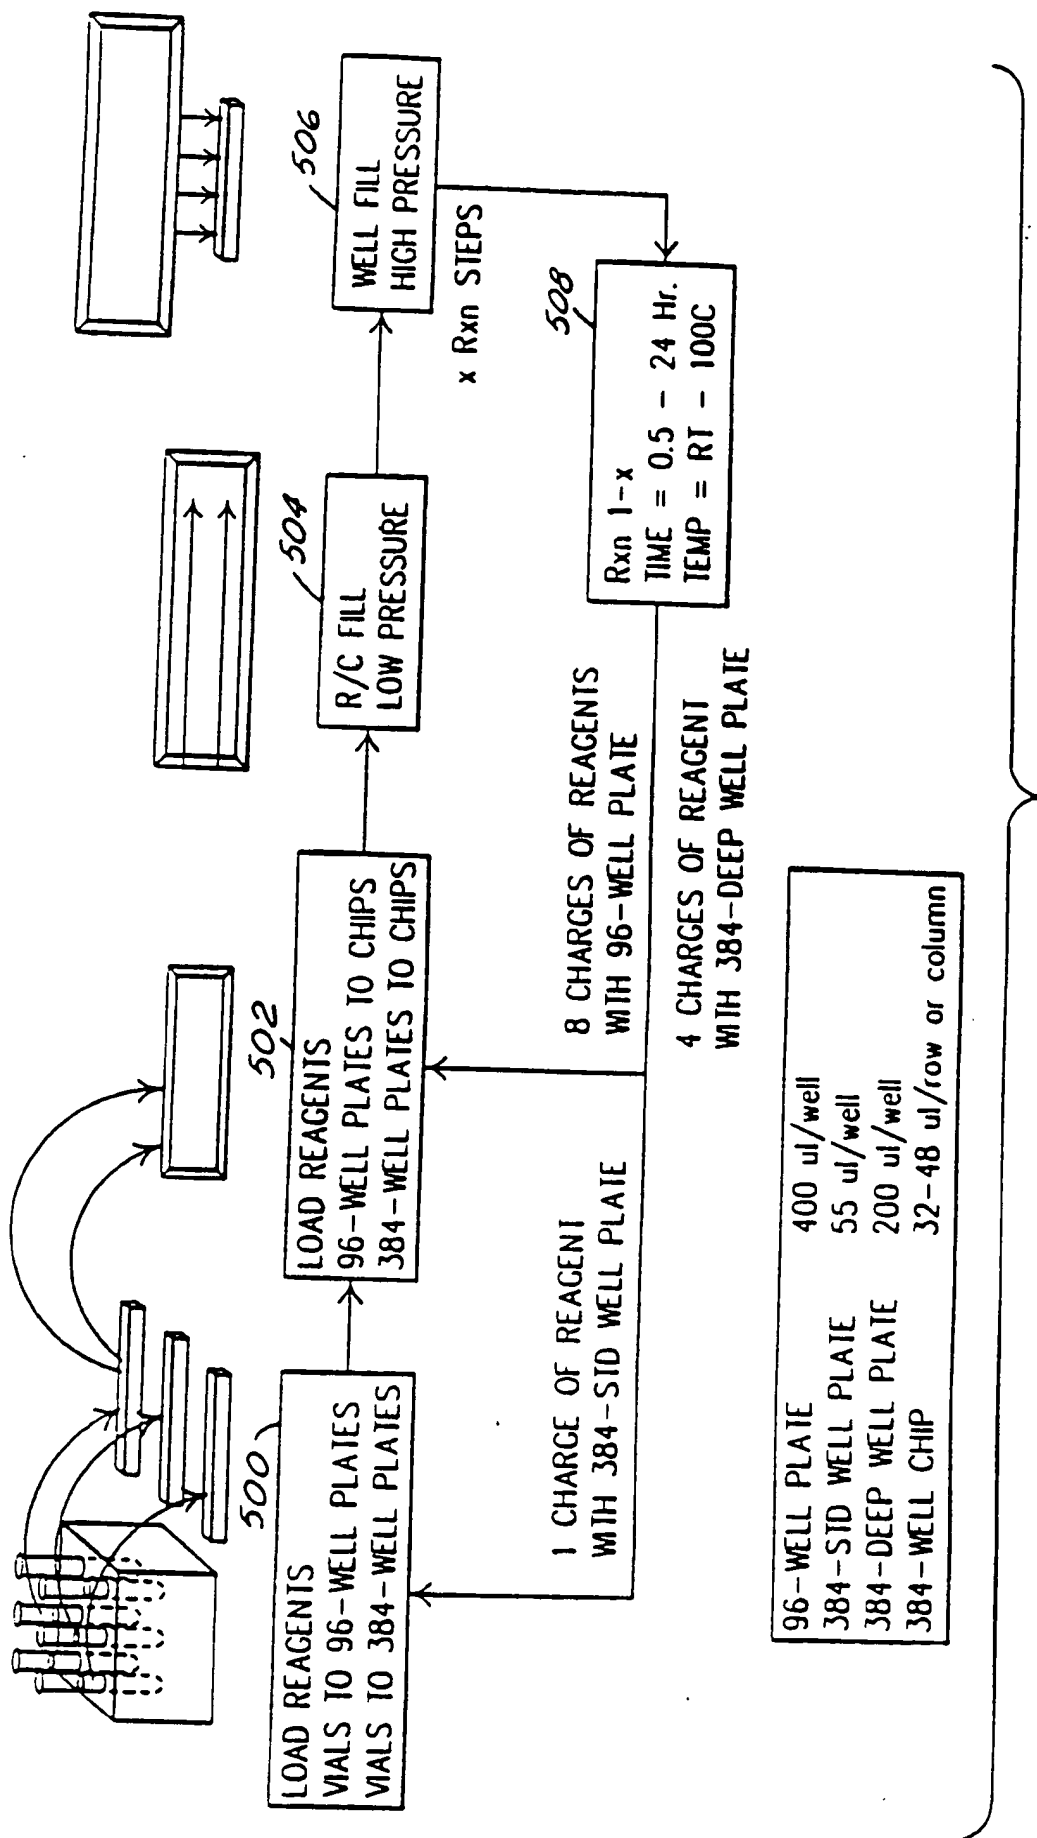 500
LOAD REAGENTS
VIALS TO 96-WELL PLATES
VIALS TO 384-WELL PLATES
502
LOAD REAGENTS
96-WELL PLATES TO CHIPS
384-WELL PLATES TO CHIPS
504
R/C FILL
LOW PRESSURE
506
WELL FILL
HIGH PRESSURE
x Rxn STEPS
508
Rxn 1-x
TIME = 0.5 - 24 Hr.
TEMP = RT - 100C
1 CHARGE OF REAGENT
WITH 384-STD WELL PLATE
8 CHARGES OF REAGENTS
WITH 96-WELL PLATE
4 CHARGES OF REAGENT
WITH 384-DEEP WELL PLATE
96-WELL PLATE 400 ul/well
384-STD WELL PLATE 55 ul/well
384-DEEP WELL PLATE 200 ul/well
384-WELL CHIP 32-48 ul/row or column